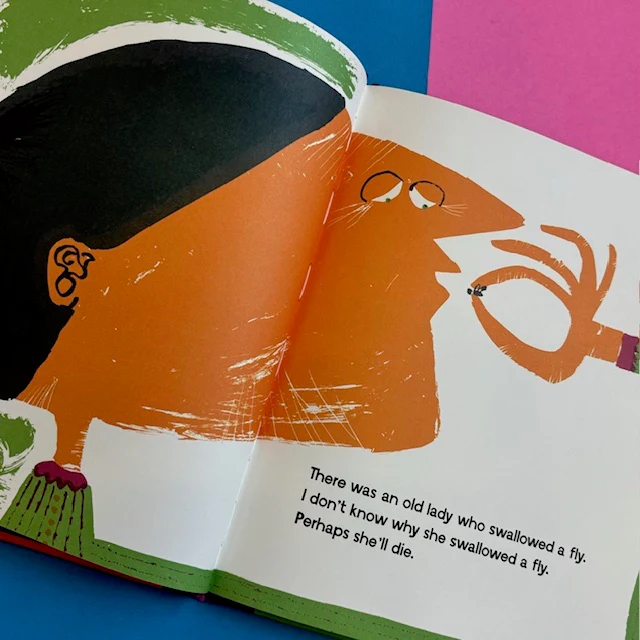 There was an old lady who swallowed a fly.
I don't know why she swallowed a fly.
Perhaps she'll die.